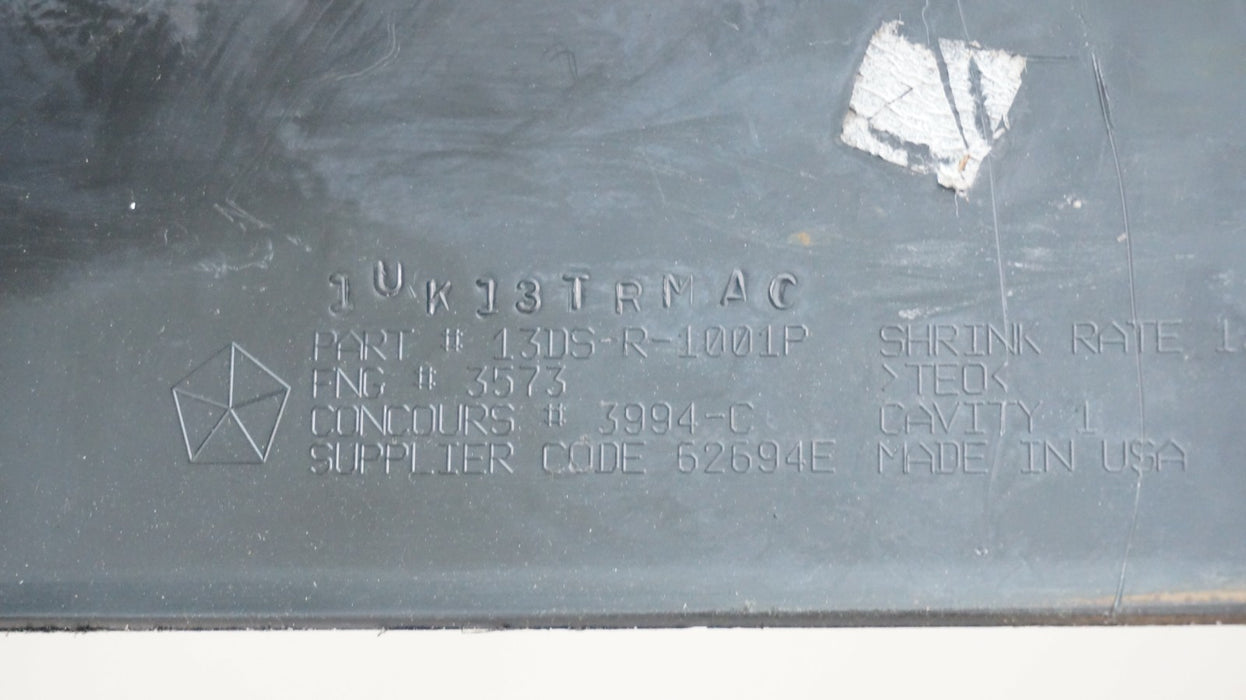 1UK13TRMAC
PART # 13DS-R-1001P
ENG # 3573
CONCOURS # 3994-C
SUPPLIER CODE 62694E
SHRINK RATE 1
>TEO<
CAVITY 1
MADE IN USA